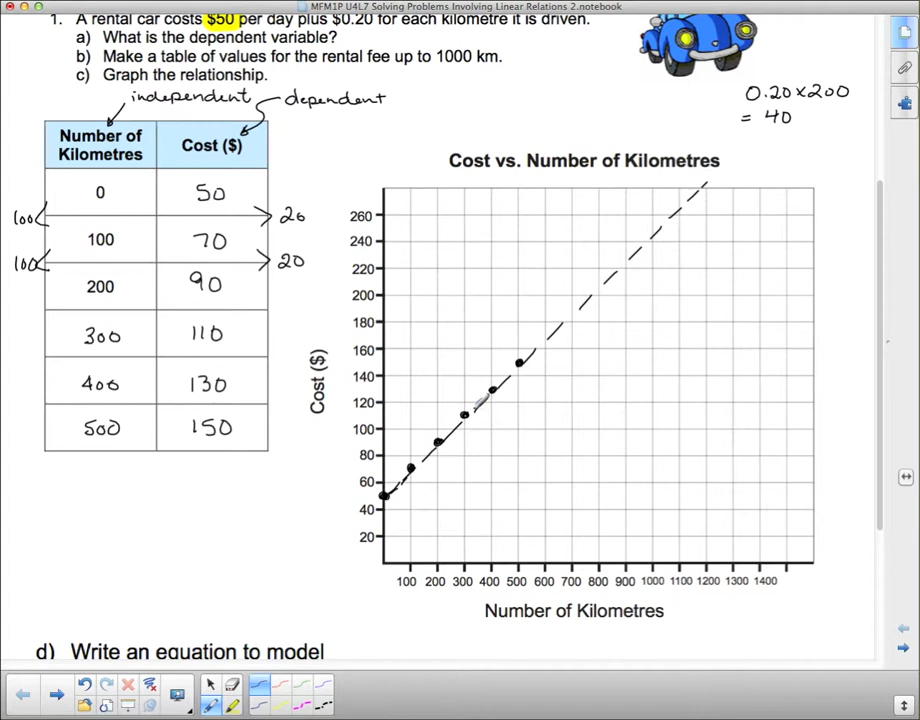 MFM1P U4L7 Solving Problems Involving Linear Relations 2.notebook
1. A rental car costs $50 per day plus $0.20 for each kilometre it is driven.
a) What is the dependent variable?
b) Make a table of values for the rental fee up to 1000 km.
c) Graph the relationship.
independent
dependent
0.20x200
= 40
Number of Kilometres Cost ($)
0 50
100 20
100 70
100 20
200 90
300 110
400 130
500 150
Cost vs. Number of Kilometres
Cost ($)
260
240
220
200
180
160
140
120
100
80
60
40
20
100 200 300 400 500 600 700 800 900 1000 1100 1200 1300 1400
Number of Kilometres
d) Write an equation to model